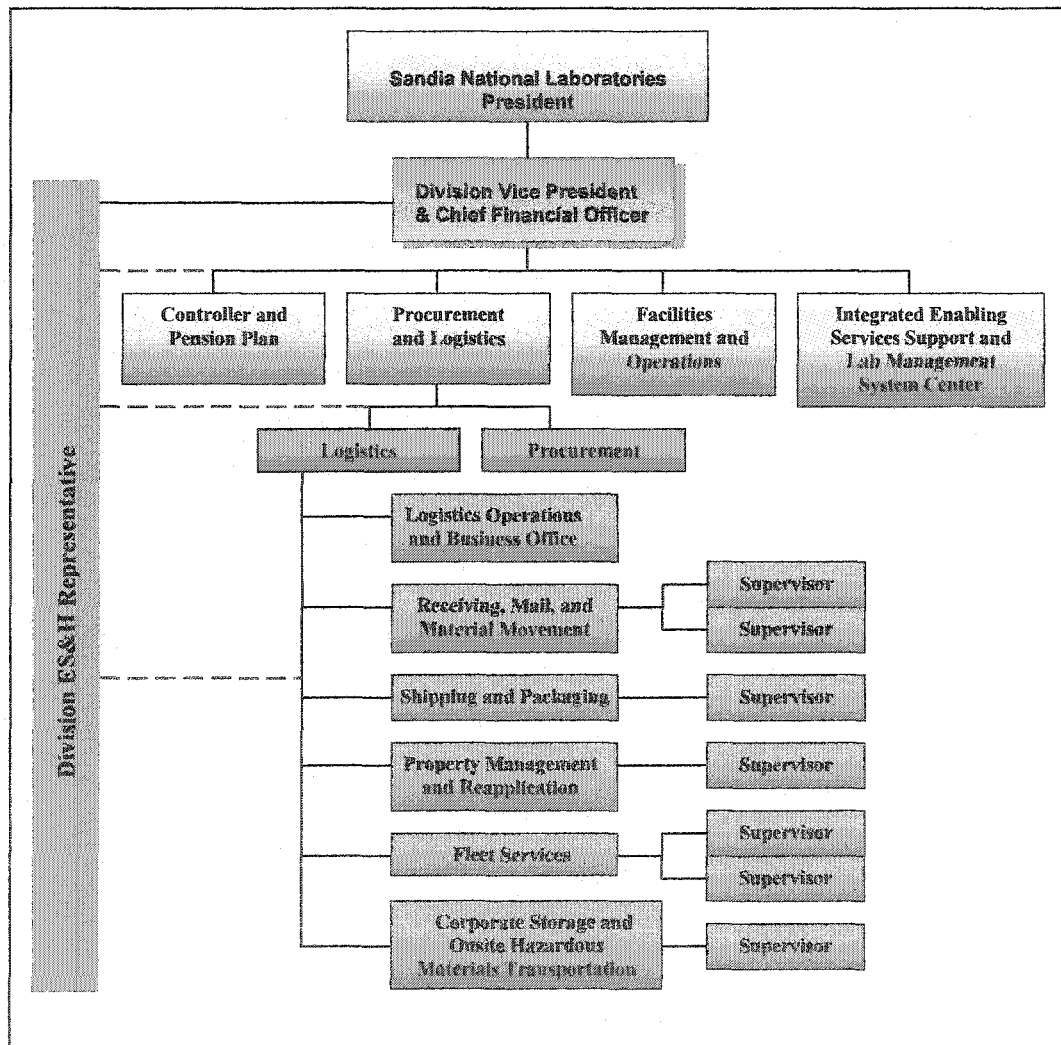 Sandia National Laboratories
President
Division Vice President
& Chief Financial Officer
Controller and
Pension Plan
Procurement
and Logistics
Facilities
Management and
Operations
Integrated Enabling
Services Support and
Lab Management
System Center
Division ES&H Representative
Logistics
Procurement
Logistics Operations
and Business Office
Receiving, Mail, and
Material Movement
Supervisor
Supervisor
Shipping and Packaging
Supervisor
Property Management
and Reapplication
Supervisor
Fleet Services
Supervisor
Supervisor
Corporate Storage and
Onsite Hazardous
Materials Transportation
Supervisor